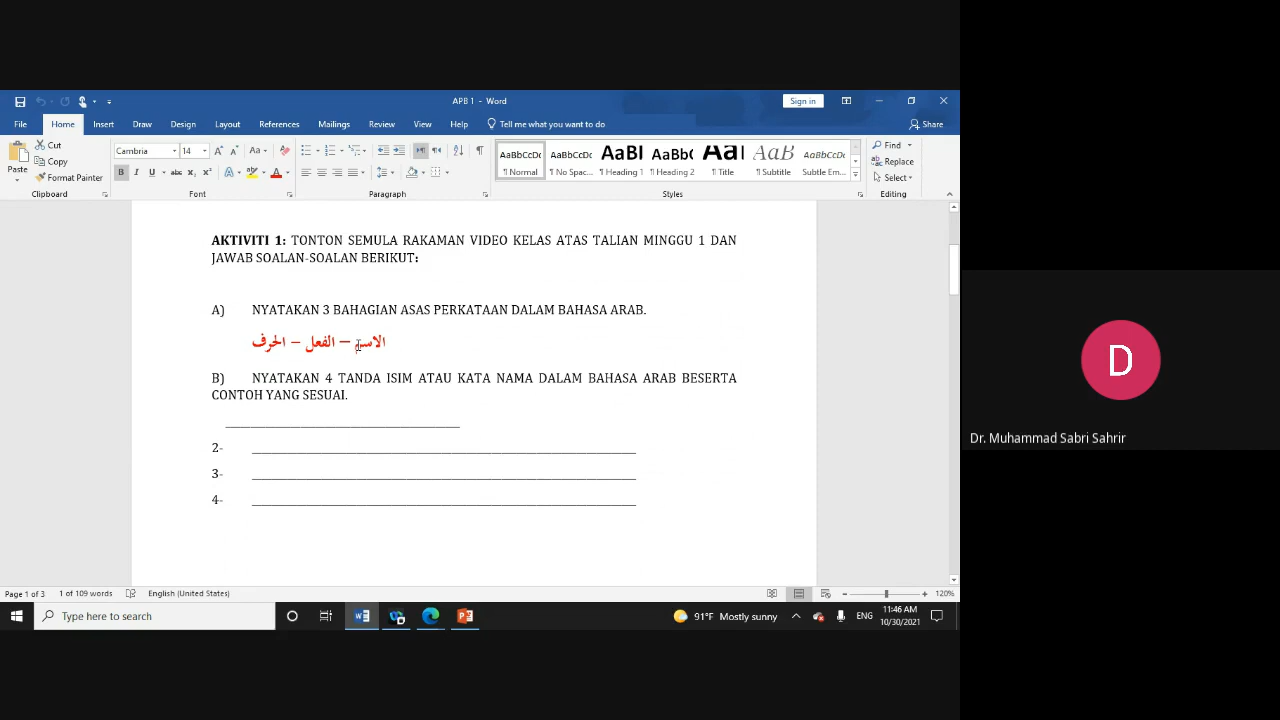 APB 1 - Word
Sign in
File Home Insert Draw Design Layout References Mailings Review View Help Tell me what you want to do Share
Paste
Cut
Copy
Format Painter
Clipboard
Cambria 14
Font
Paragraph
AaBbCcDc AaBbCcDc AaBl AaBb( AaI AaB AaBbCcDc
¶ Normal ¶ No Spac... ¶ Heading 1 ¶ Heading 2 ¶ Title ¶ Subtitle Subtle Em...
Styles
Find
Replace
Select
Editing
AKTIVITI 1: TONTON SEMULA RAKAMAN VIDEO KELAS ATAS TALIAN MINGGU 1 DAN
JAWAB SOALAN-SOALAN BERIKUT:
A) NYATAKAN 3 BAHAGIAN ASAS PERKATAAN DALAM BAHASA ARAB.
الاسم – الفعل – الحرف
B) NYATAKAN 4 TANDA ISIM ATAU KATA NAMA DALAM BAHASA ARAB BESERTA
CONTOH YANG SESUAI.
2-
3-
4-
Page 1 of 3 1 of 109 words English (United States) 120%
Type here to search
91°F Mostly sunny
ENG
11:46 AM
10/30/2021
D
Dr. Muhammad Sabri Sahrir